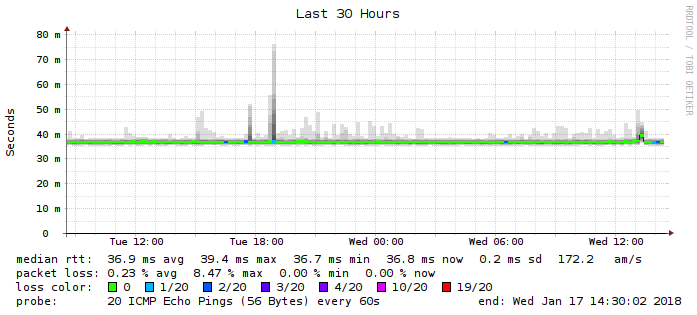 Last 30 Hours
RRDTOOL / TOBI OETIKER
Seconds
80 m
70 m
60 m
50 m
40 m
30 m
20 m
10 m
0
Tue 12:00 Tue 18:00 Wed 00:00 Wed 06:00 Wed 12:00
median rtt: 36.9 ms avg 39.4 ms max 36.7 ms min 36.8 ms now 0.2 ms sd 172.2 am/s
packet loss: 0.23 % avg 8.47 % max 0.00 % min 0.00 % now
loss color: 0 1/20 2/20 3/20 4/20 10/20 19/20
probe: 20 ICMP Echo Pings (56 Bytes) every 60s end: Wed Jan 17 14:30:02 2018